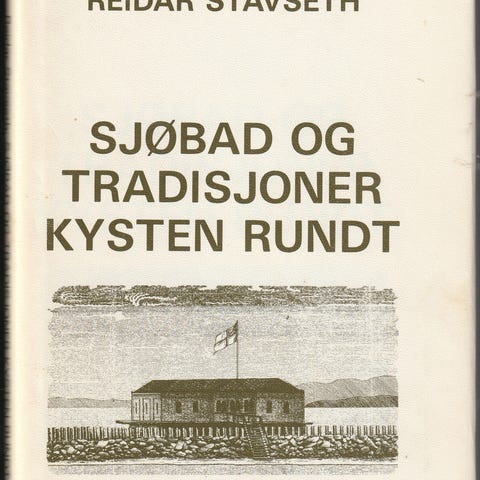 REIDAR STAVSETH
SJØBAD OG
TRADISJONER
KYSTEN RUNDT